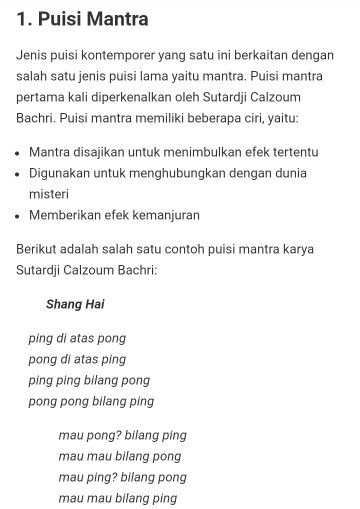 1. Puisi Mantra
Jenis puisi kontemporer yang satu ini berkaitan dengan
salah satu jenis puisi lama yaitu mantra. Puisi mantra
pertama kali diperkenalkan oleh Sutardji Calzoum
Bachri. Puisi mantra memiliki beberapa ciri, yaitu:
• Mantra disajikan untuk menimbulkan efek tertentu
• Digunakan untuk menghubungkan dengan dunia
misteri
• Memberikan efek kemanjuran
Berikut adalah salah satu contoh puisi mantra karya
Sutardji Calzoum Bachri:
Shang Hai
ping di atas pong
pong di atas ping
ping ping bilang pong
pong pong bilang ping
mau pong? bilang ping
mau mau bilang pong
mau ping? bilang pong
mau mau bilang ping